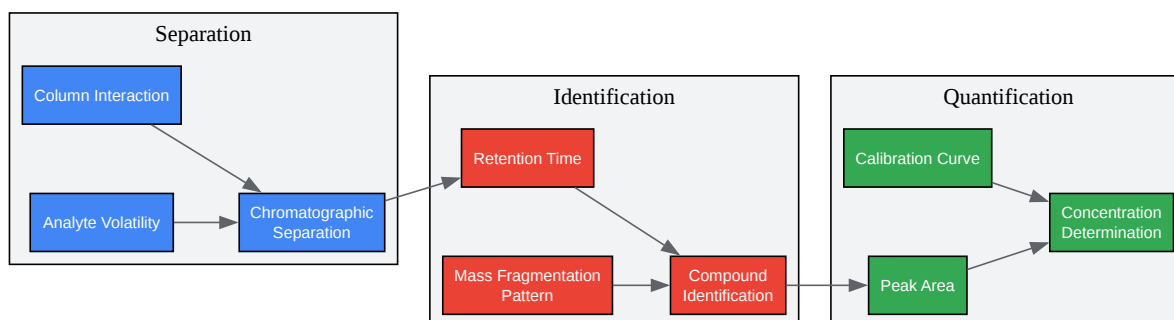 Separation
Column Interaction
Analyte Volatility
Chromatographic
Separation
Identification
Retention Time
Mass Fragmentation
Pattern
Compound
Identification
Quantification
Calibration Curve
Peak Area
Concentration
Determination